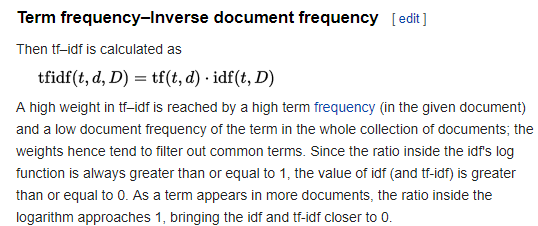 Term frequency–Inverse document frequency [ edit ]
Then tf–idf is calculated as
tfidf(t, d, D) = tf(t, d) · idf(t, D)
A high weight in tf–idf is reached by a high term frequency (in the given document)
and a low document frequency of the term in the whole collection of documents; the
weights hence tend to filter out common terms. Since the ratio inside the idf's log
function is always greater than or equal to 1, the value of idf (and tf-idf) is greater
than or equal to 0. As a term appears in more documents, the ratio inside the
logarithm approaches 1, bringing the idf and tf-idf closer to 0.